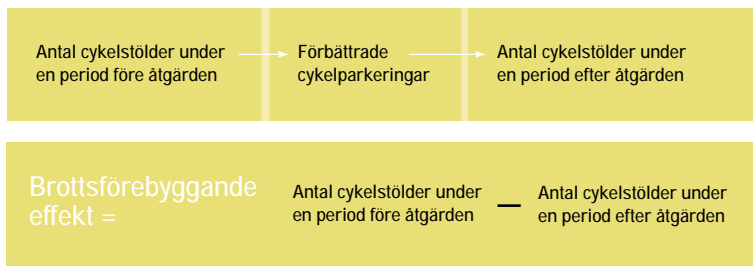 Antal cykelstölder under
en period före åtgärden
Förbättrade
cykelparkeringar
Antal cykelstölder under
en period efter åtgärden
Brottsförebyggande
effekt =
Antal cykelstölder under
en period före åtgärden
—
Antal cykelstölder under
en period efter åtgärden